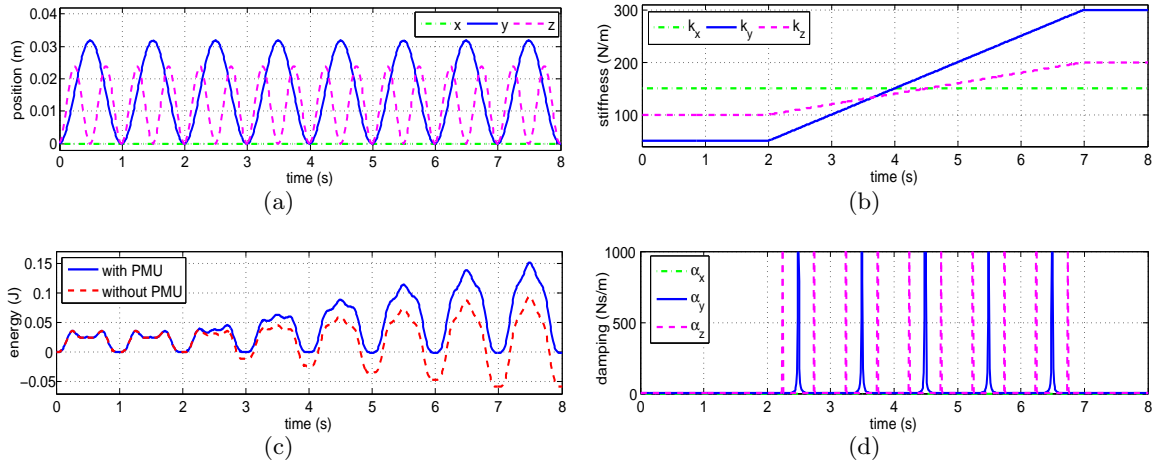 0.04
0.03
0.02
0.01
0
position (m)
x y z
0 1 2 3 4 5 6 7 8
time (s)
(a)
300
200
100
stiffness (N/m)
k_x k_y k_z
0 1 2 3 4 5 6 7 8
time (s)
(b)
0.15
0.1
0.05
0
−0.05
energy (J)
with PMU
without PMU
0 1 2 3 4 5 6 7 8
time (s)
(c)
1000
500
0
damping (Ns/m)
α_x
α_y
α_z
0 1 2 3 4 5 6 7 8
time (s)
(d)